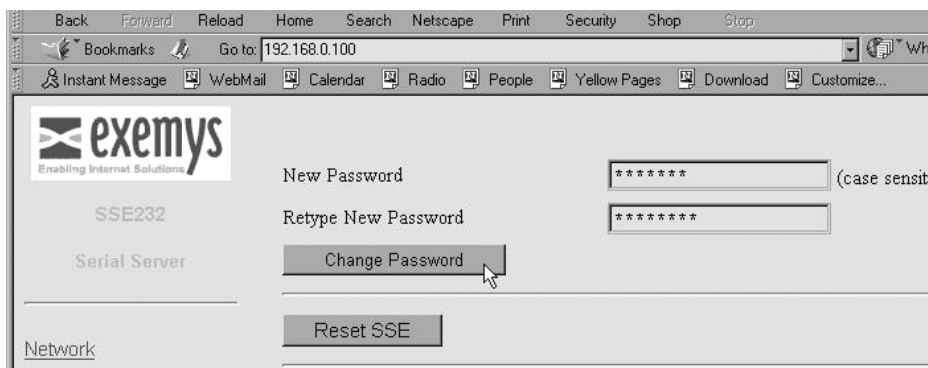 Back Forward Reload Home Search Netscape Print Security Shop Stop
Bookmarks Go to: 192.168.0.100 Wh
Instant Message WebMail Calendar Radio People Yellow Pages Download Customize...
exemys
Enabling Internet Solutions
New Password ******* (case sensit
SSE232
Retype New Password ********
Serial Server
Change Password
Reset SSE
Network